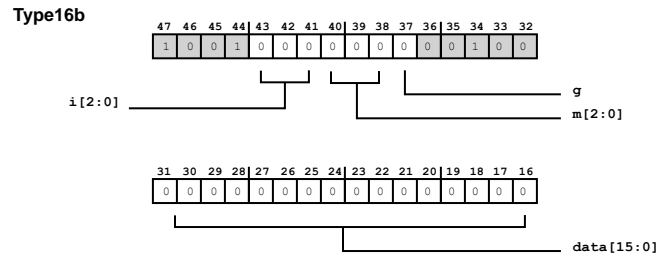 Type16b
47 46 45 44 43 42 41 40 39 38 37 36 35 34 33 32
1 0 0 1 0 0 0 0 0 0 0 0 0 1 0 0
g
i[2:0]
m[2:0]
31 30 29 28 27 26 25 24 23 22 21 20 19 18 17 16
0 0 0 0 0 0 0 0 0 0 0 0 0 0 0 0
data[15:0]